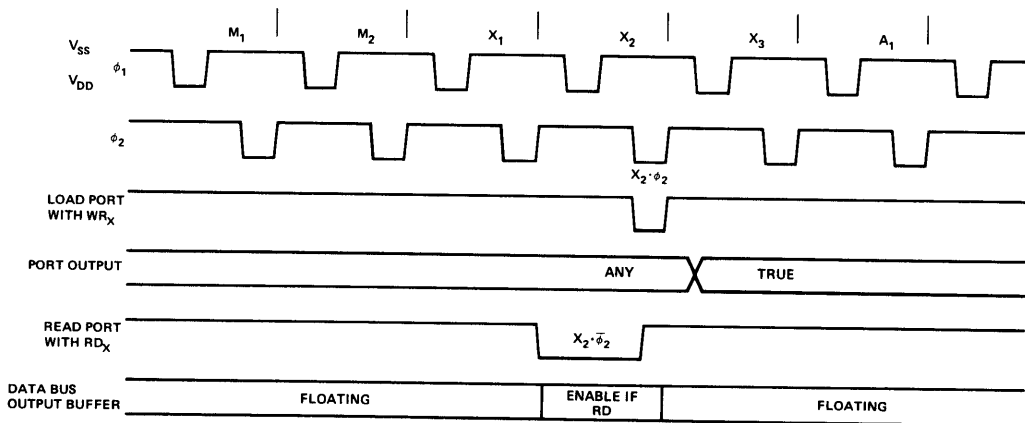 M1 M2 X1 X2 X3 A1
VSS
ϕ1
VDD
ϕ2
X2·ϕ2
LOAD PORT
WITH WRX
PORT OUTPUT ANY TRUE
READ PORT
WITH RDX
X2·ϕ̅2
DATA BUS
OUTPUT BUFFER
FLOATING
ENABLE IF
RD
FLOATING